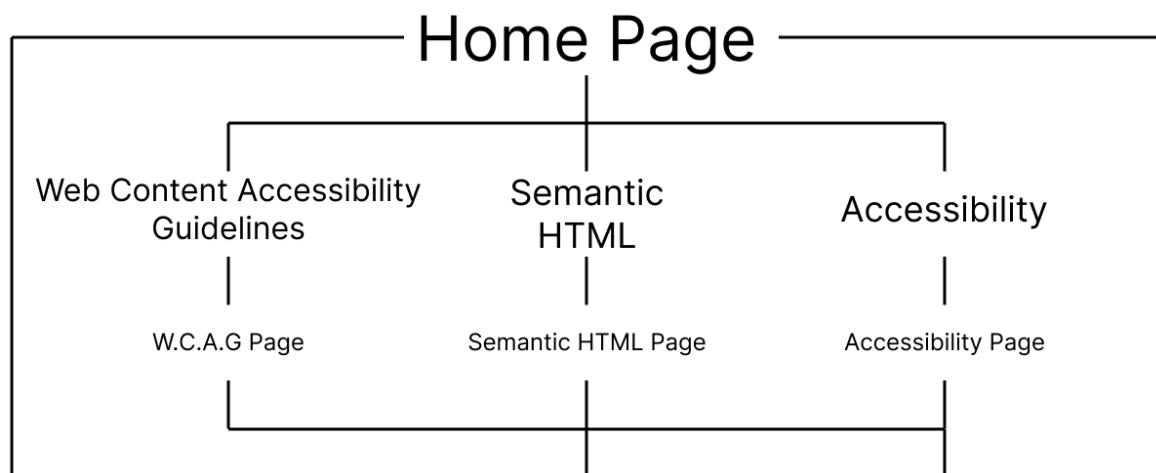 Home Page
Web Content Accessibility
Guidelines
Semantic
HTML
Accessibility
W.C.A.G Page
Semantic HTML Page
Accessibility Page